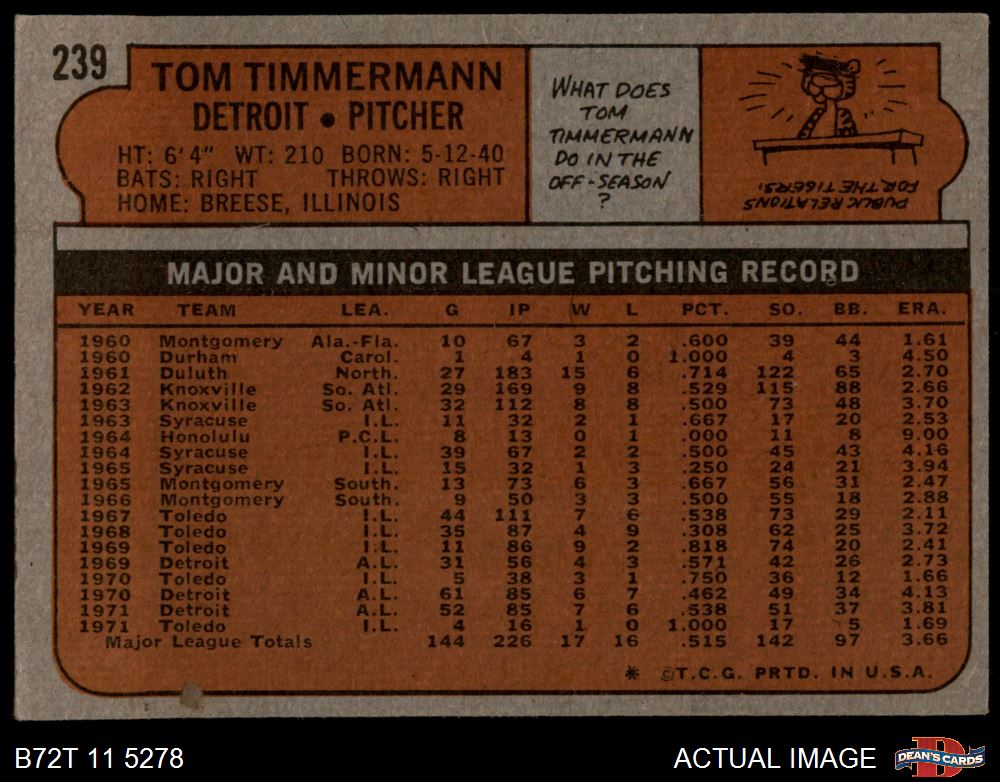 239
TOM TIMMERMANN
DETROIT • PITCHER
HT: 6'4" WT: 210 BORN: 5-12-40
BATS: RIGHT THROWS: RIGHT
HOME: BREESE, ILLINOIS
WHAT DOES
TOM
TIMMERMANN
DO IN THE
OFF-SEASON
?
PUBLIC RELATIONS
FOR THE TIGERS.
MAJOR AND MINOR LEAGUE PITCHING RECORD
YEAR TEAM LEA. G IP W L PCT. SO. BB. ERA.
1960 Montgomery Ala.-Fla. 10 67 3 2 .600 39 44 1.61
1960 Durham Carol. 1 4 1 0 1.000 4 3 4.50
1961 Duluth North. 27 183 15 6 .714 122 65 2.70
1962 Knoxville So. Atl. 29 169 9 8 .529 115 88 2.66
1963 Knoxville So. Atl. 32 112 8 8 .500 73 48 3.70
1963 Syracuse I.L. 11 32 2 1 .667 17 20 2.53
1964 Honolulu P.C.L. 8 13 0 1 .000 11 8 9.00
1964 Syracuse I.L. 39 67 2 2 .500 45 43 4.16
1965 Syracuse I.L. 15 32 1 3 .250 24 21 3.94
1965 Montgomery South. 13 73 6 3 .667 56 31 2.47
1966 Montgomery South. 9 50 3 3 .500 55 18 2.88
1967 Toledo I.L. 44 111 7 6 .538 73 29 2.11
1968 Toledo I.L. 35 87 4 9 .308 62 25 3.72
1969 Toledo I.L. 11 86 9 2 .818 74 20 2.41
1969 Detroit A.L. 31 56 4 3 .571 42 26 2.73
1970 Toledo I.L. 5 38 3 1 .750 36 12 1.66
1970 Detroit A.L. 61 85 6 7 .462 49 34 4.13
1971 Detroit A.L. 52 85 7 6 .538 51 37 3.81
1971 Toledo I.L. 4 16 1 0 1.000 17 5 1.69
Major League Totals 144 226 17 16 .515 142 97 3.66
* ©T.C.G. PRTD. IN U.S.A.
B72T 11 5278
ACTUAL IMAGE
D
DEAN'S CARDS